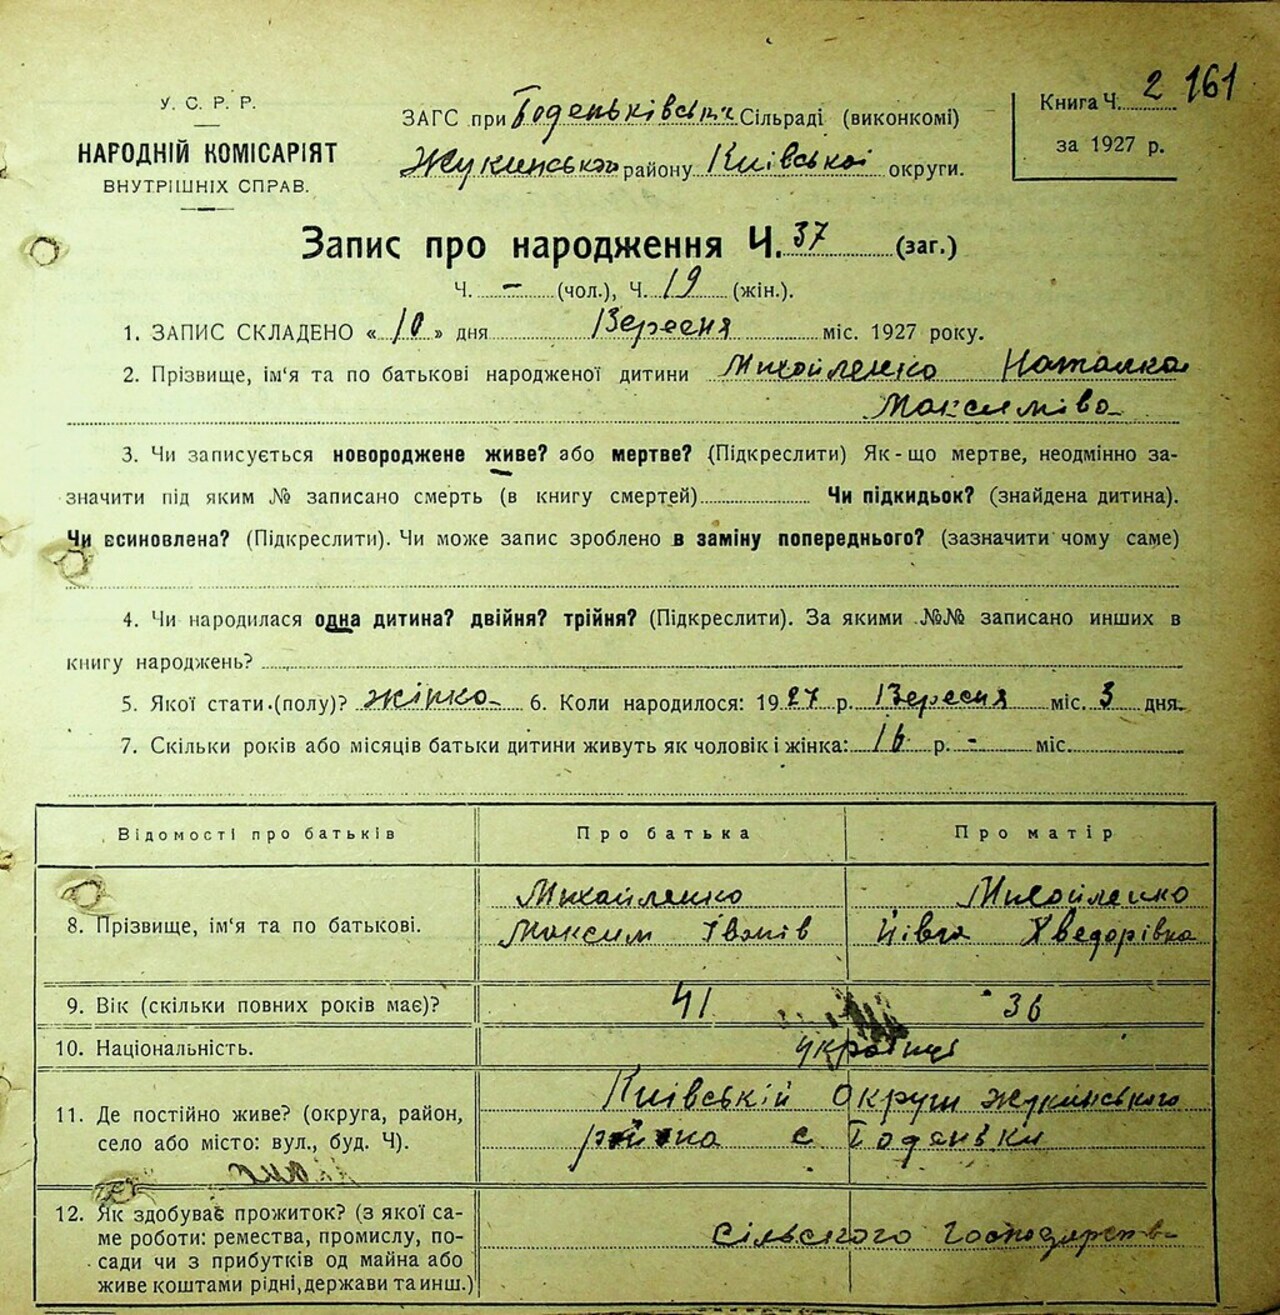 У. С. Р. Р.
НАРОДНІЙ КОМІСАРІЯТ
ВНУТРІШНІХ СПРАВ.
ЗАГС при Боденьківській Сільраді (виконкомі)
Жукинського району Київської округи.
Книга Ч. 2 161
за 1927 р.
Запис про народження Ч. 37 (заг.)
Ч. - (чол.), Ч. 19 (жін.).
1. ЗАПИС СКЛАДЕНО « 10 » дня Вересня міс. 1927 року.
2. Прізвище, ім‘я та по батькові народженої дитини Михайленко Наталка
Максимівa
3. Чи записується новороджене живе? або мертве? (Підкреслити) Як-що мертве, неодмінно за-
значити під яким № записано смерть (в книгу смертей) Чи підкидьок? (знайдена дитина).
Чи всиновлена? (Підкреслити). Чи може запис зроблено в заміну попереднього? (зазначити чому саме)
4. Чи народилася одна дитина? двійня? трійня? (Підкреслити). За якими №№ записано инших в
книгу народжень?
5. Якої стати (полу)? жінка 6. Коли народилося: 1927 р. Вересня міс. 3 дня.
7. Скільки років або місяців батьки дитини живуть як чоловік і жінка: 16 р. - міс.
Відомості про батьків Про батька Про матір
8. Прізвище, ім‘я та по батькові.
Михайленко Михайленко
Максим Іванів Ївга Хведорівна
9. Вік (скільки повних років має)? 41 36
10. Національність. українці
11. Де постійно живе? (округа, район,
село або місто: вул., буд. Ч).
Київській Округи Жукинського
району с Боденьки
12. Як здобуває прожиток? (з якої са-
ме роботи: ремества, промислу, по-
сади чи з прибутків од майна або
живе коштами рідні, держави та инш.)
Сільского Господарств